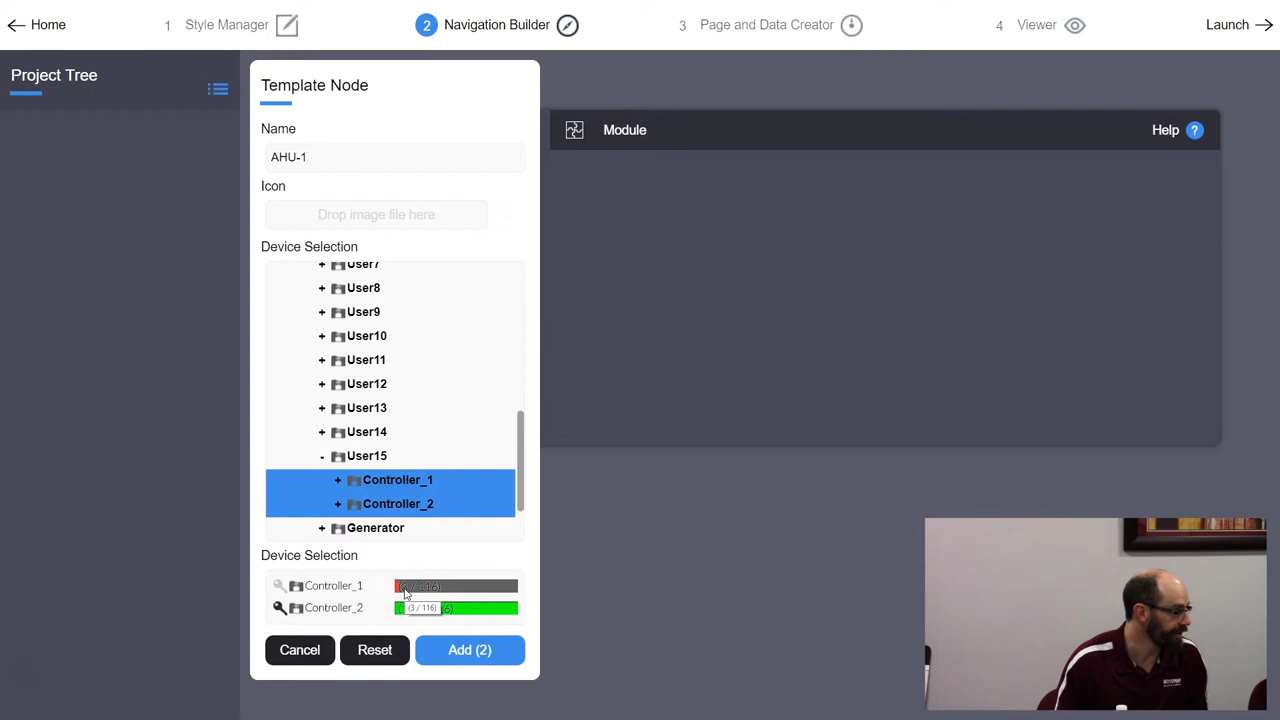 Home
1 Style Manager
2 Navigation Builder
3 Page and Data Creator
4 Viewer
Launch
Project Tree
Template Node
Name
AHU-1
Icon
Drop image file here
Device Selection
+ User7
+ User8
+ User9
+ User10
+ User11
+ User12
+ User13
+ User14
- User15
+ Controller_1
+ Controller_2
+ Generator
Device Selection
Controller_1 (3 / 116)
Controller_2
(3 / 116)
Cancel
Reset
Add (2)
Module
Help ?